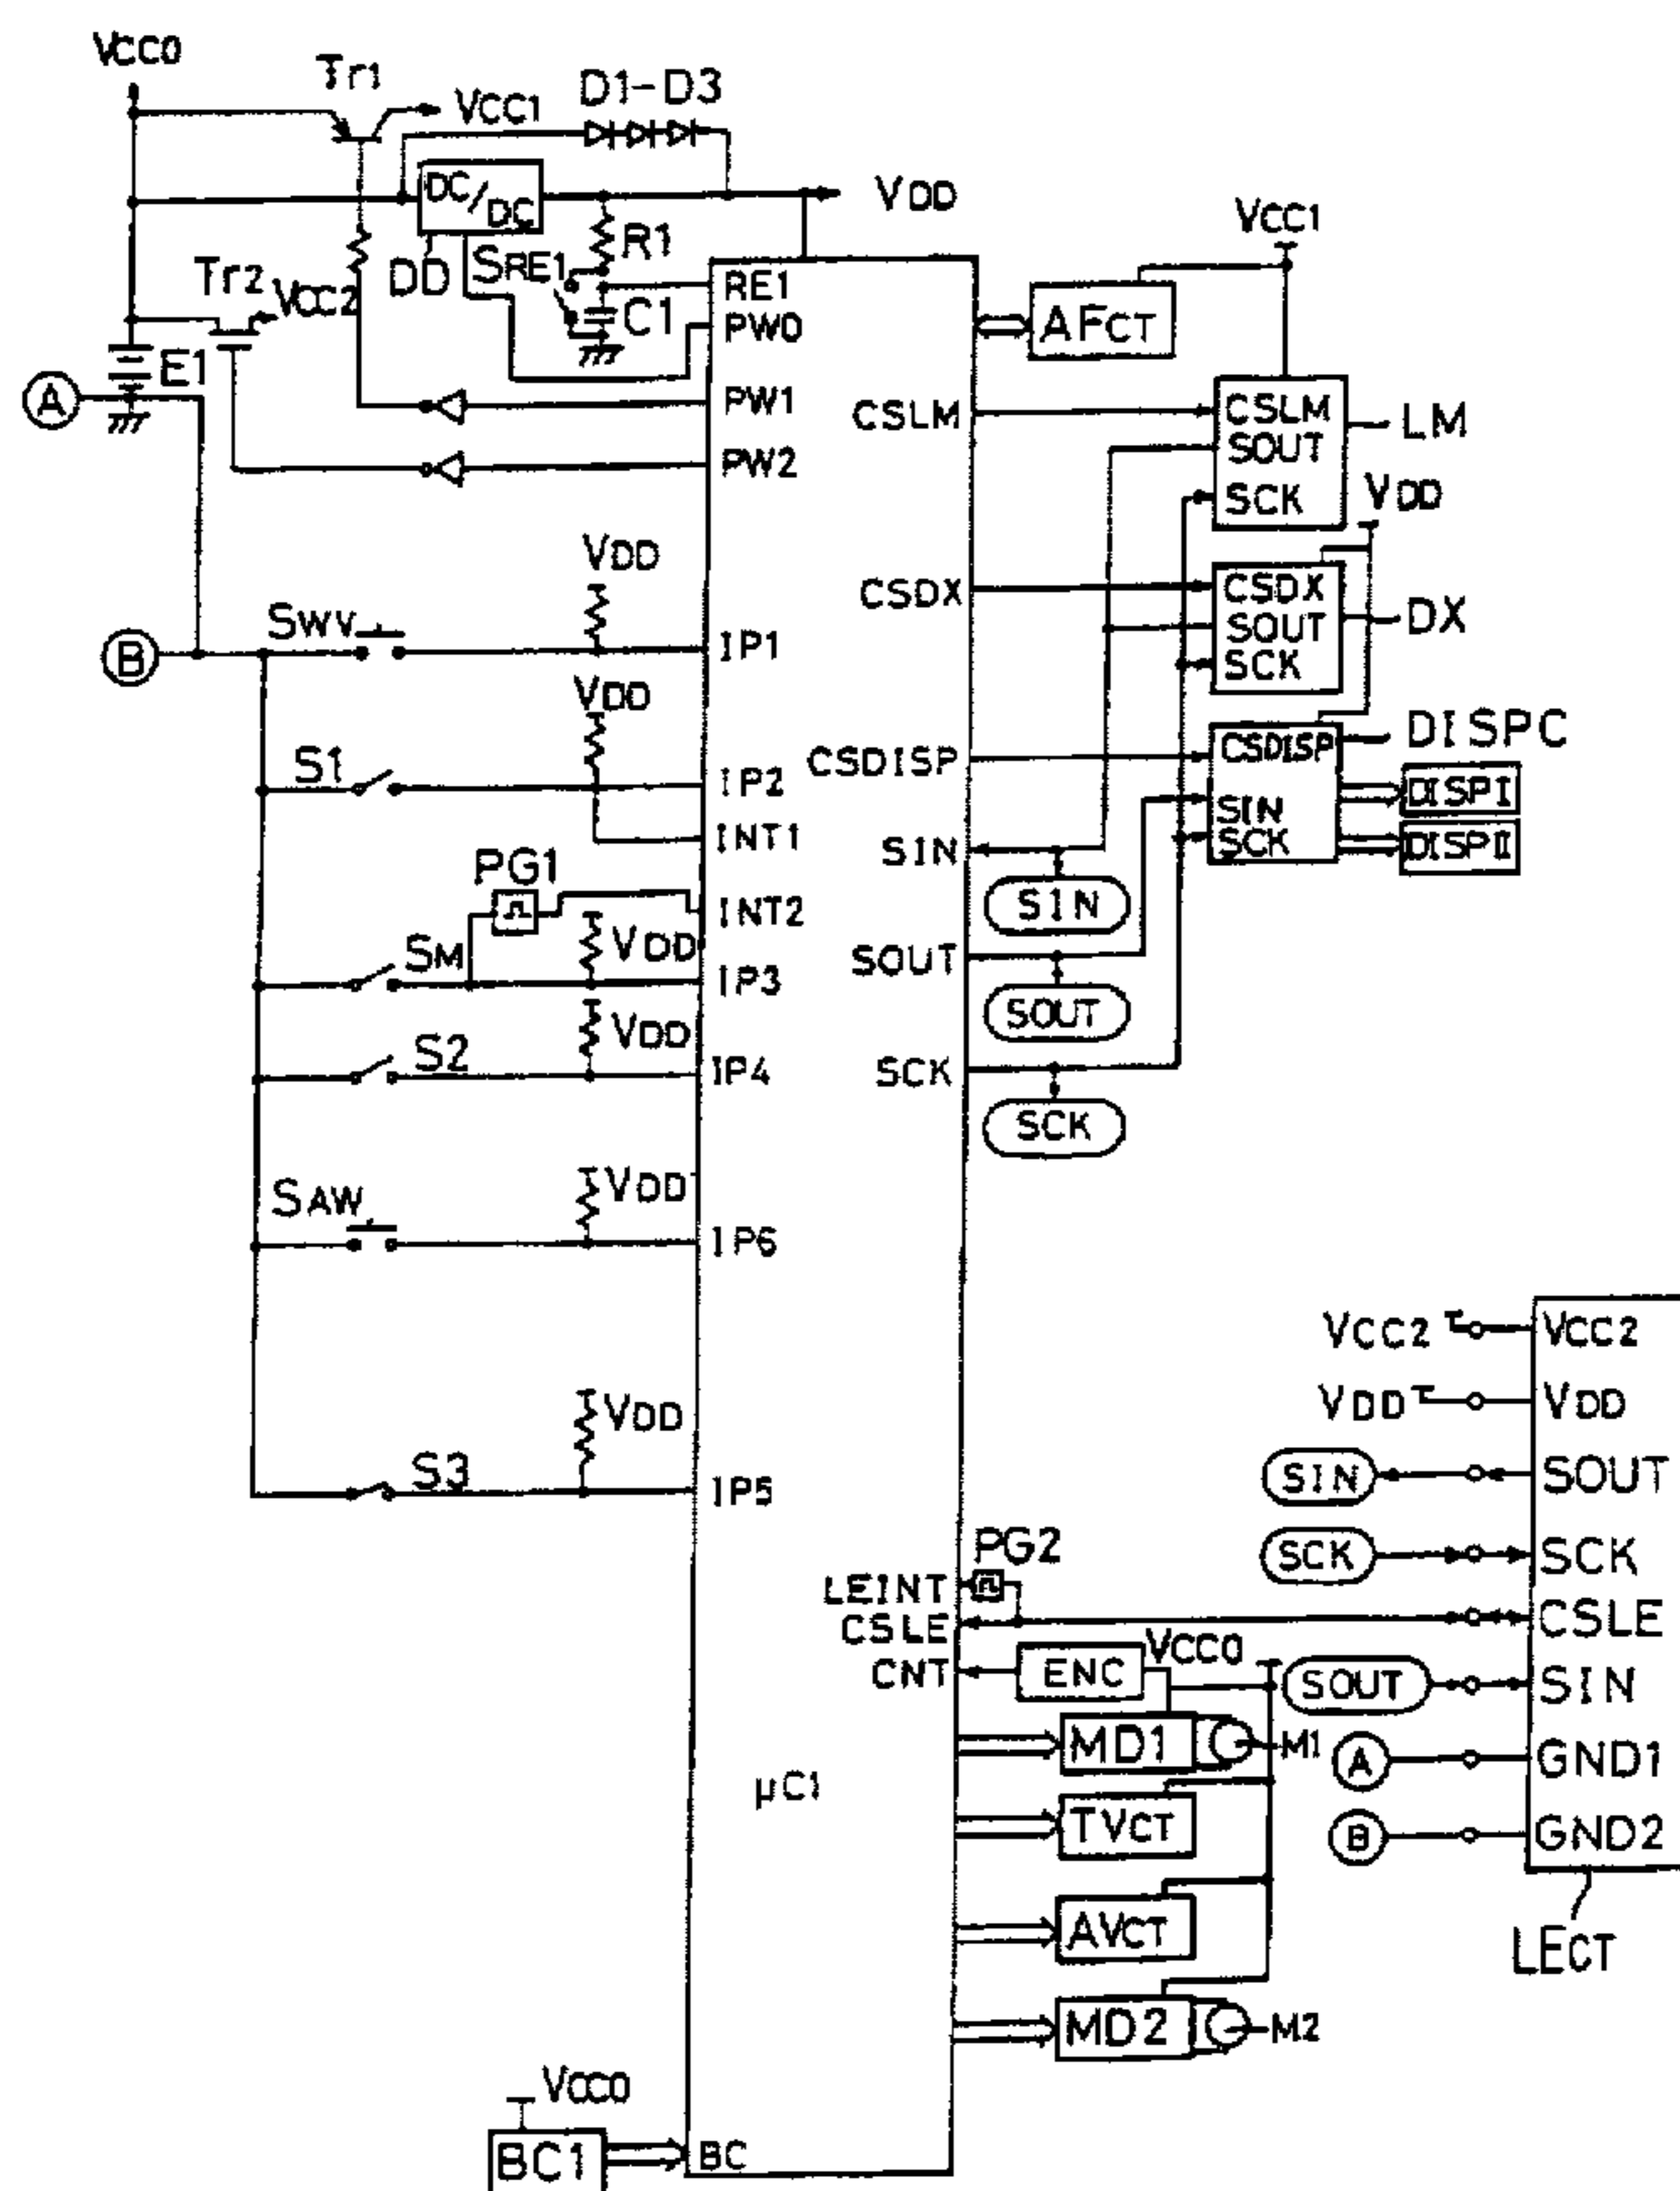 VCC0
Tr1
VCC1
D1-D3
DC/DC
VDD
DD
SRE1
R1
C1
Tr2
VCC2
E1
A
RE1
PW0
PW1
PW2
VCC1
AFCT
CSLM
CSLM
SOUT
SCK
LM
VDD
VDD
SWV
B
IP1
CSDX
CSDX
SOUT
SCK
DX
VDD
S1
IP2
INT1
CSDISP
CSDISP
SIN
SCK
DISPC
DISPI
DISPII
PG1
INT2
SIN
SIN
SM
VDD
IP3
SOUT
SOUT
S2
VDD
IP4
SCK
SCK
SAW
VDD
IP6
S3
VDD
IP5
VCC2
VCC2
VDD
VDD
SIN
SOUT
SCK
SCK
PG2
LEINT
CSLE
CSLE
CNT
ENC
VCC0
SOUT
SIN
MD1
M1
A
GND1
μC1
TVCT
B
GND2
AVCT
LECT
MD2
M2
VCC0
BC1
BC